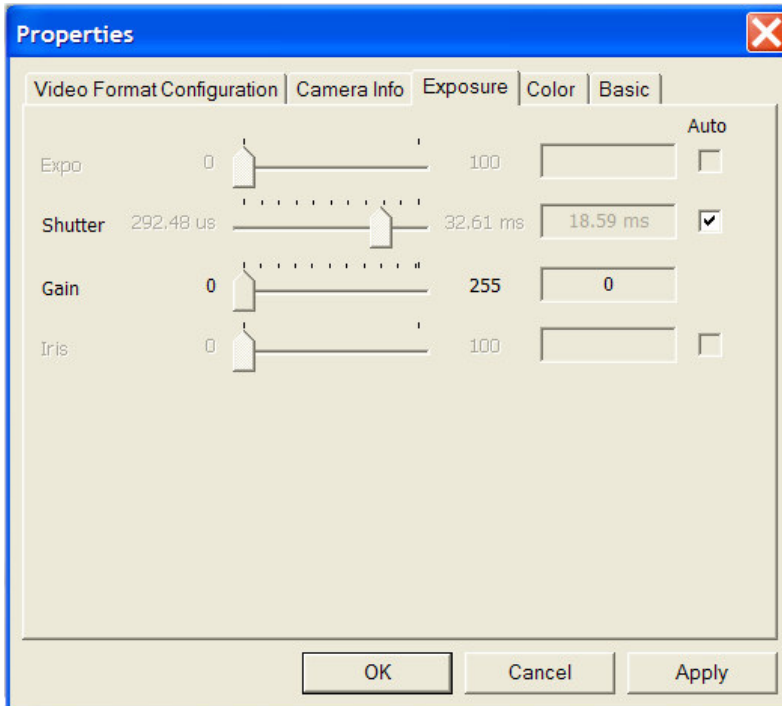 Properties
Video Format Configuration Camera Info Exposure Color Basic
Auto
Expo 0 100
Shutter 292.48 us 32.61 ms 18.59 ms
Gain 0 255 0
Iris 0 100
OK Cancel Apply